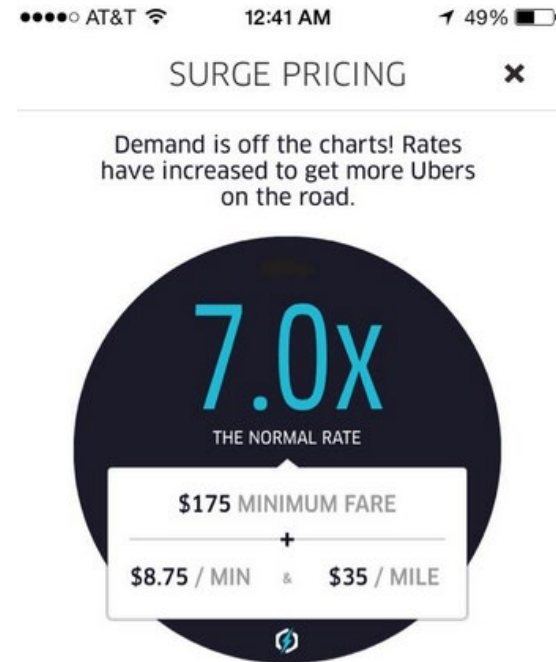 AT&T 12:41 AM 49%
SURGE PRICING ×
Demand is off the charts! Rates
have increased to get more Ubers
on the road.
7.0x
THE NORMAL RATE
$175 MINIMUM FARE
+
$8.75 / MIN & $35 / MILE